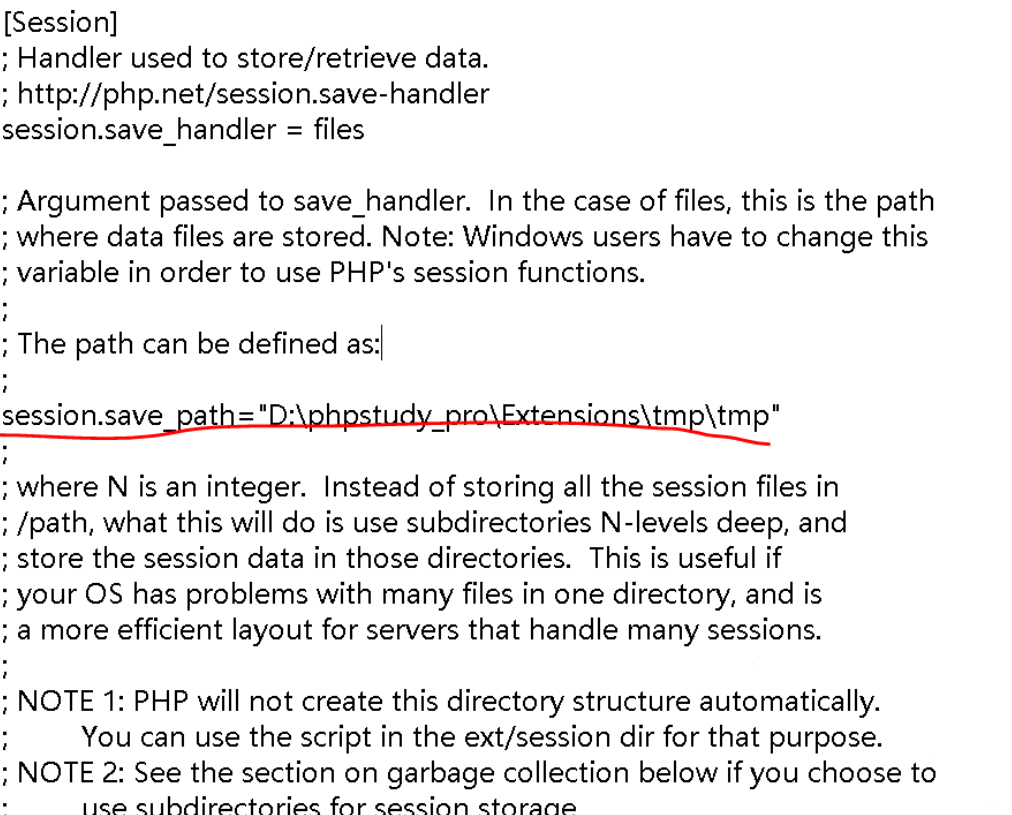 [Session]
; Handler used to store/retrieve data.
; http://php.net/session.save-handler
session.save_handler = files
; Argument passed to save_handler.  In the case of files, this is the path
; where data files are stored. Note: Windows users have to change this
; variable in order to use PHP's session functions.
;
; The path can be defined as:
;
session.save_path="D:\phpstudy_pro\Extensions\tmp\tmp"
;
; where N is an integer.  Instead of storing all the session files in
; /path, what this will do is use subdirectories N-levels deep, and
; store the session data in those directories.  This is useful if
; your OS has problems with many files in one directory, and is
; a more efficient layout for servers that handle many sessions.
;
; NOTE 1: PHP will not create this directory structure automatically.
;         You can use the script in the ext/session dir for that purpose.
; NOTE 2: See the section on garbage collection below if you choose to
;         use subdirectories for session storage